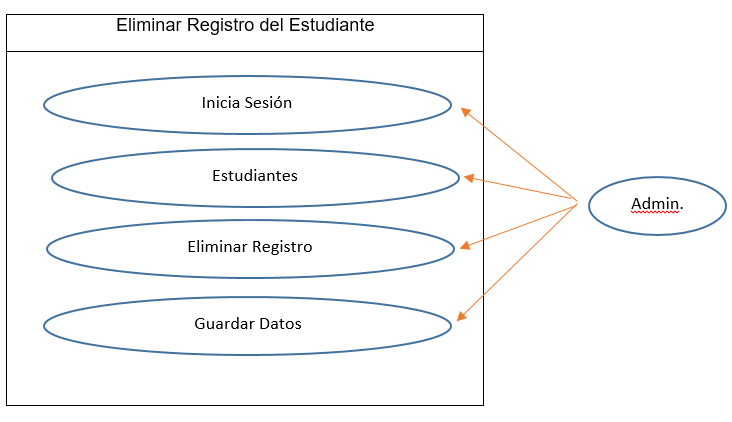 Eliminar Registro del Estudiante
Inicia Sesión
Estudiantes
Admin.
Eliminar Registro
Guardar Datos